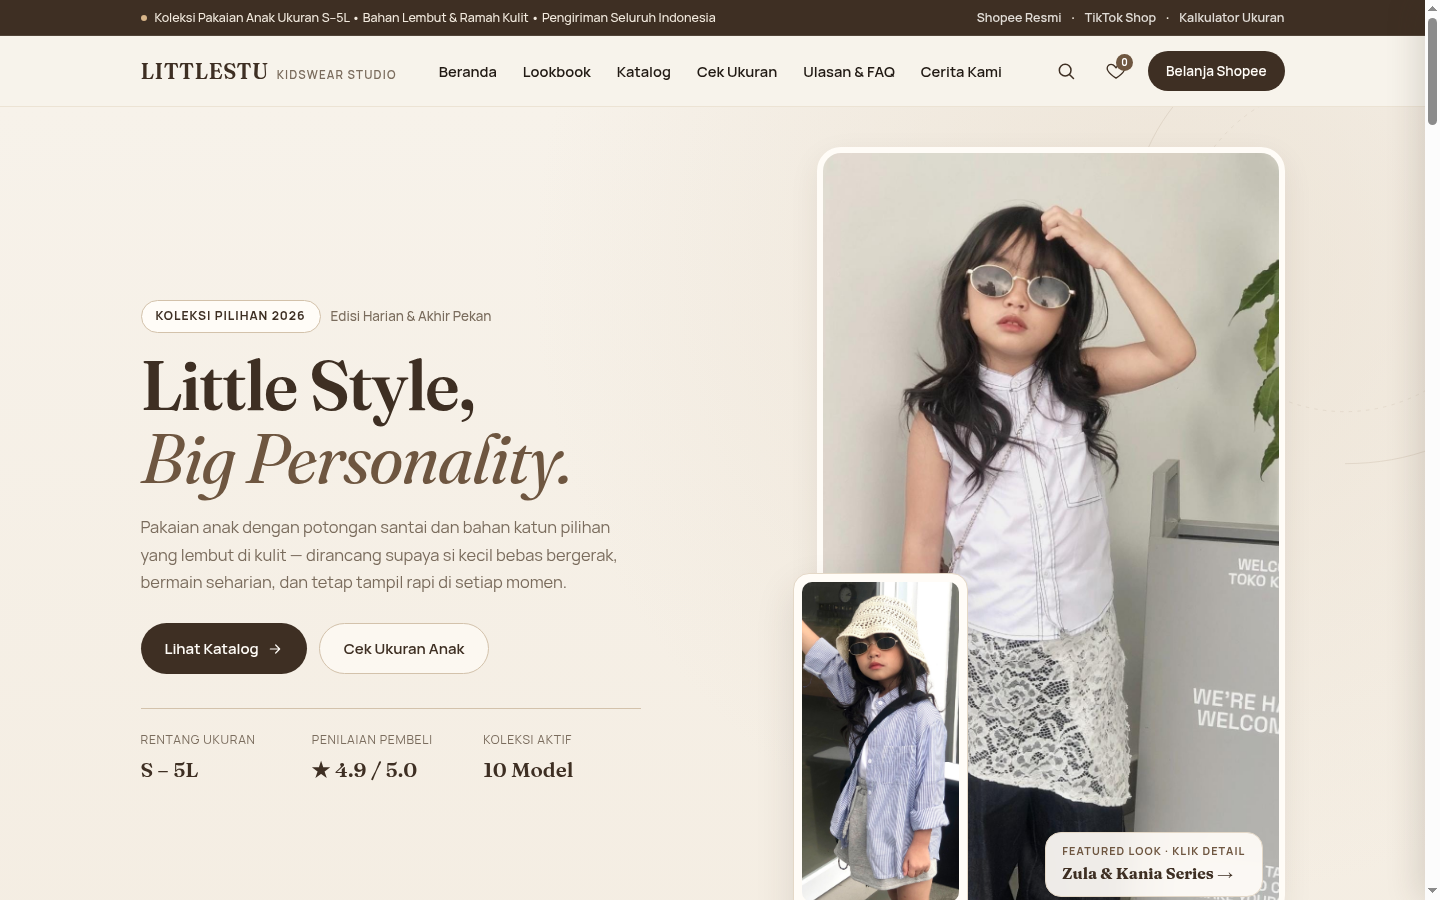 Koleksi Pakaian Anak Ukuran S–5L • Bahan Lembut & Ramah Kulit • Pengiriman Seluruh Indonesia
Shopee Resmi · TikTok Shop · Kalkulator Ukuran
LITTLESTU KIDSWEAR STUDIO
Beranda Lookbook Katalog Cek Ukuran Ulasan & FAQ Cerita Kami
0
Belanja Shopee
KOLEKSI PILIHAN 2026 Edisi Harian & Akhir Pekan
Little Style,
Big Personality.
Pakaian anak dengan potongan santai dan bahan katun pilihan
yang lembut di kulit — dirancang supaya si kecil bebas bergerak,
bermain seharian, dan tetap tampil rapi di setiap momen.
Lihat Katalog →
Cek Ukuran Anak
RENTANG UKURAN PENILAIAN PEMBELI KOLEKSI AKTIF
S – 5L ★ 4.9 / 5.0 10 Model
TOKO
WE'RE
FEATURED LOOK · KLIK DETAIL
Zula & Kania Series →